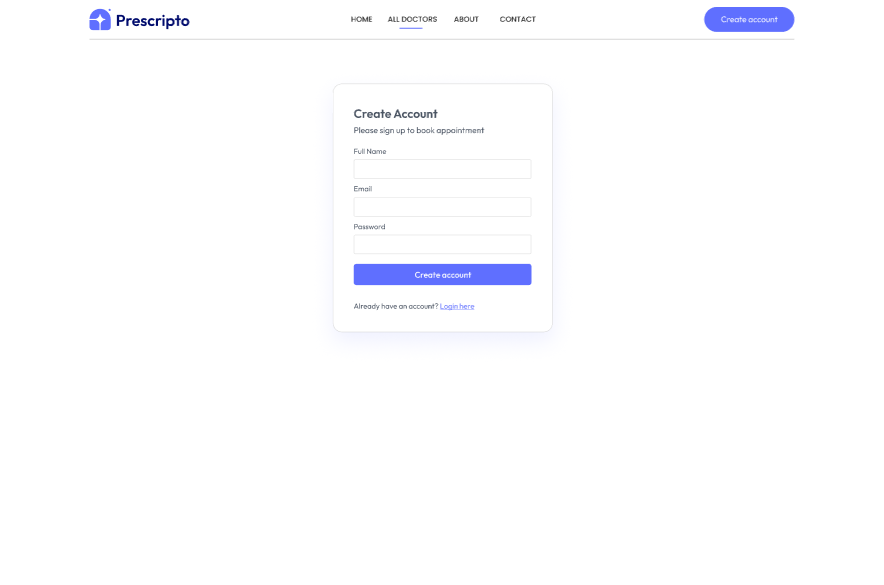 Prescripto
HOME
ALL DOCTORS
ABOUT
CONTACT
Create account
Create Account
Please sign up to book appointment
Full Name
Email
Password
Create account
Already have an account? Login here